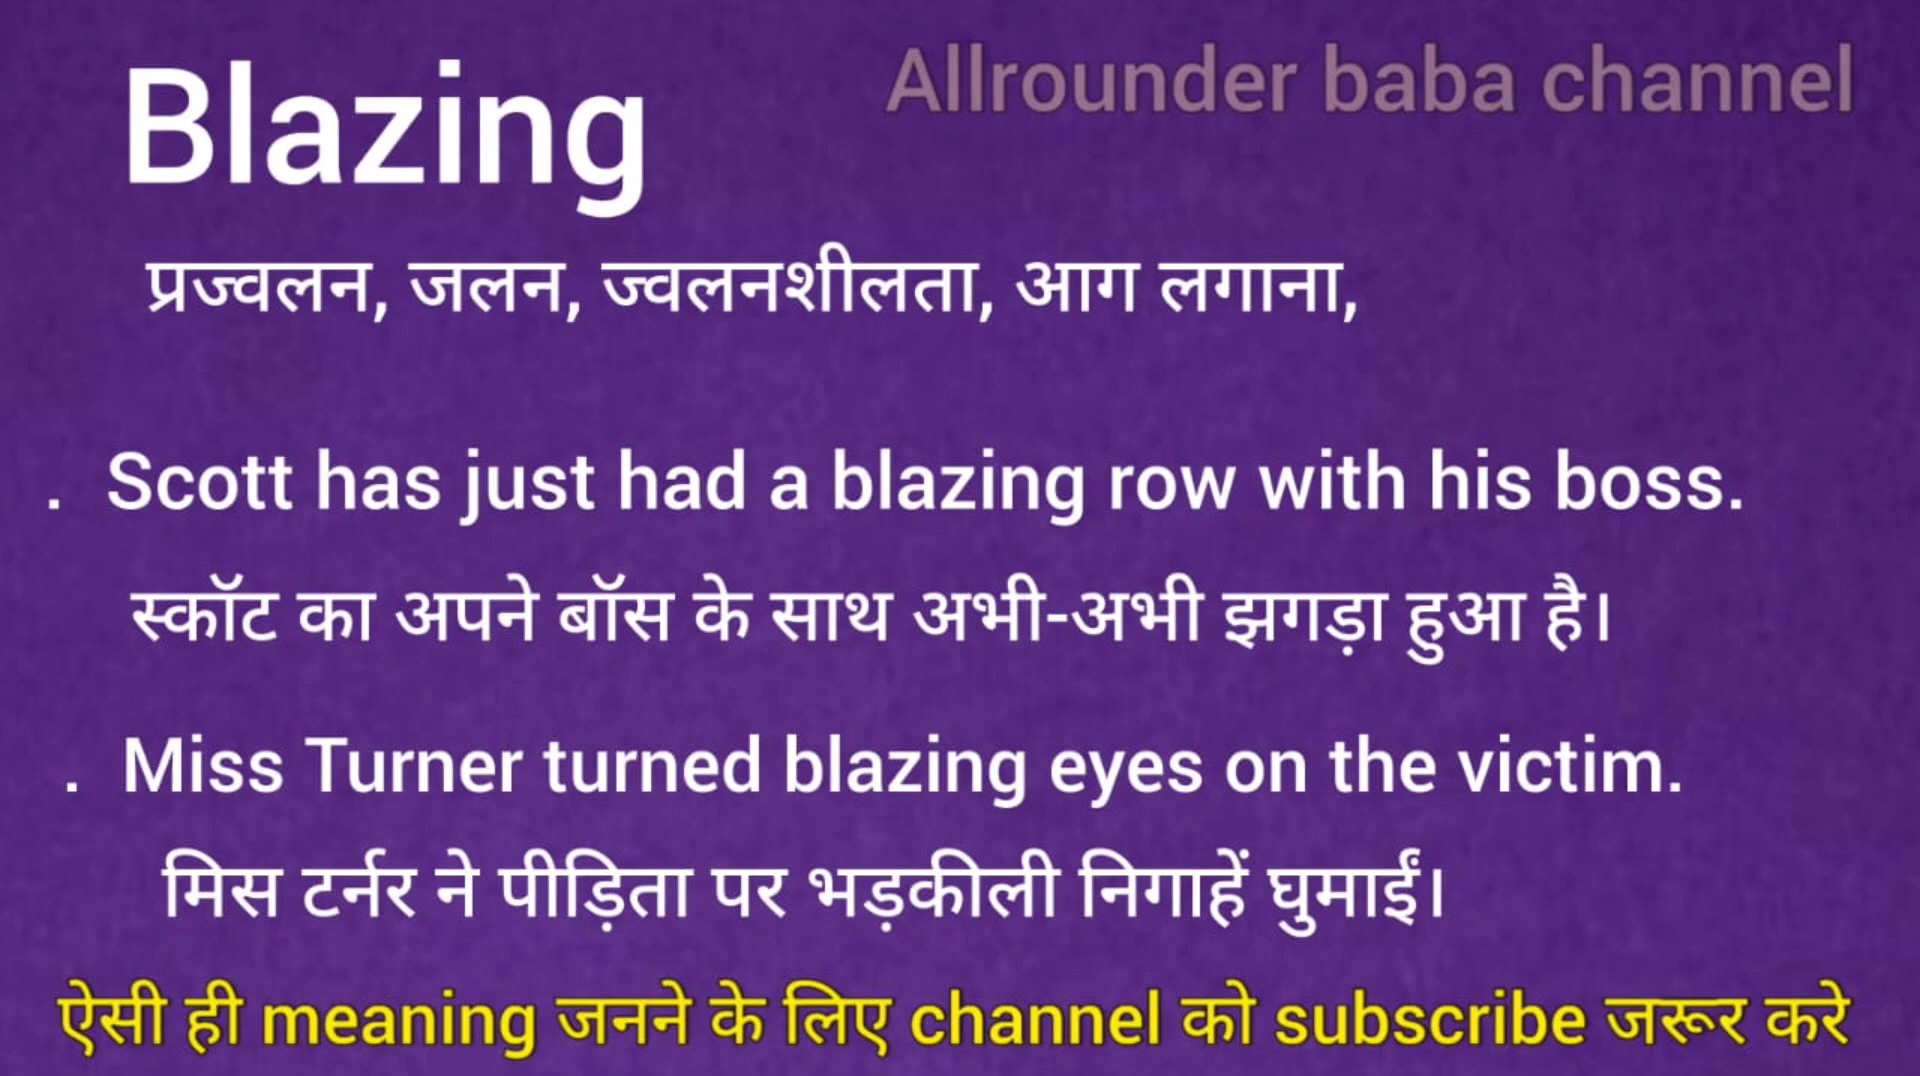 Allrounder baba channel
Blazing
प्रज्वलन, जलन, ज्वलनशीलता, आग लगाना,
. Scott has just had a blazing row with his boss.
स्कॉट का अपने बॉस के साथ अभी-अभी झगड़ा हुआ है।
. Miss Turner turned blazing eyes on the victim.
मिस टर्नर ने पीड़िता पर भड़कीली निगाहें घुमाईं।
ऐसी ही meaning जनने के लिए channel को subscribe जरूर करे